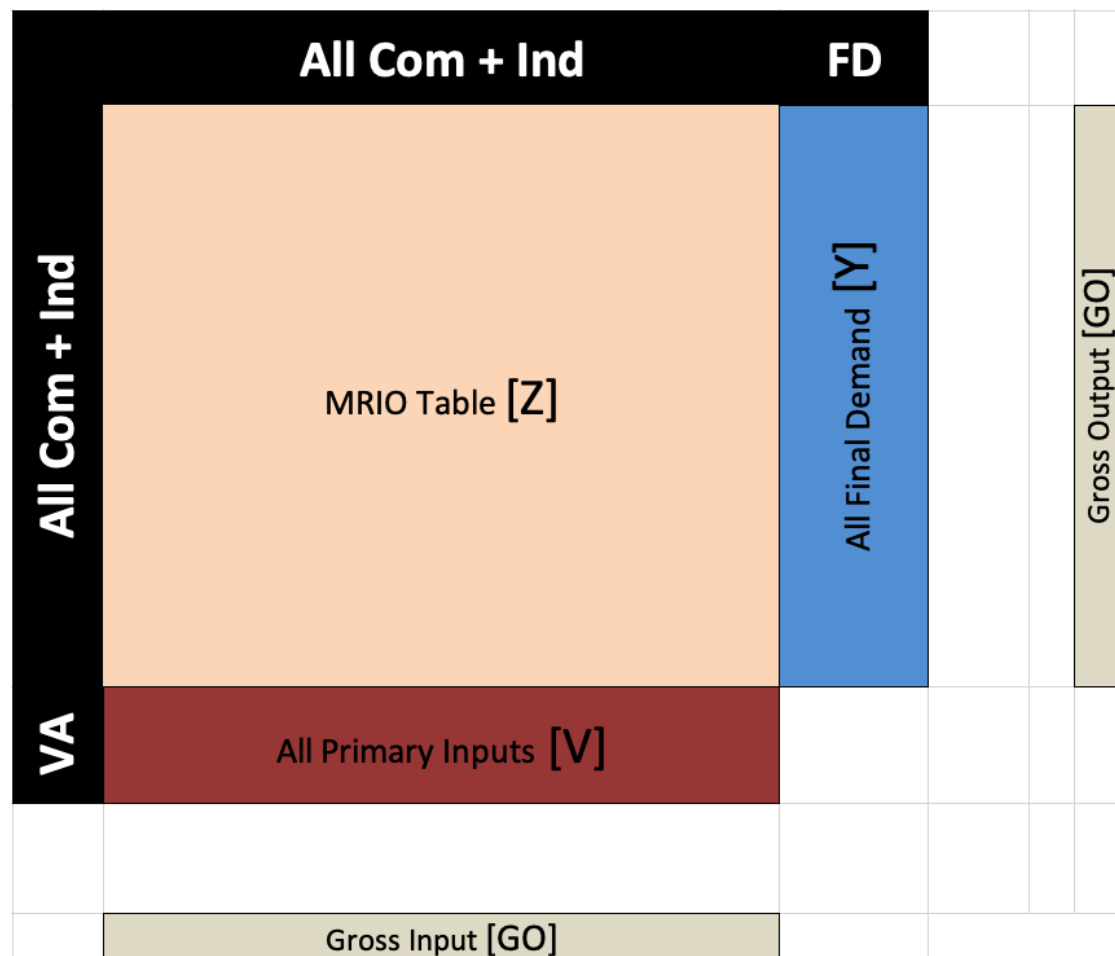 All Com + Ind
FD
All Com + Ind
MRIO Table [Z]
All Final Demand [Y]
Gross Output [GO]
VA
All Primary Inputs [V]
Gross Input [GO]